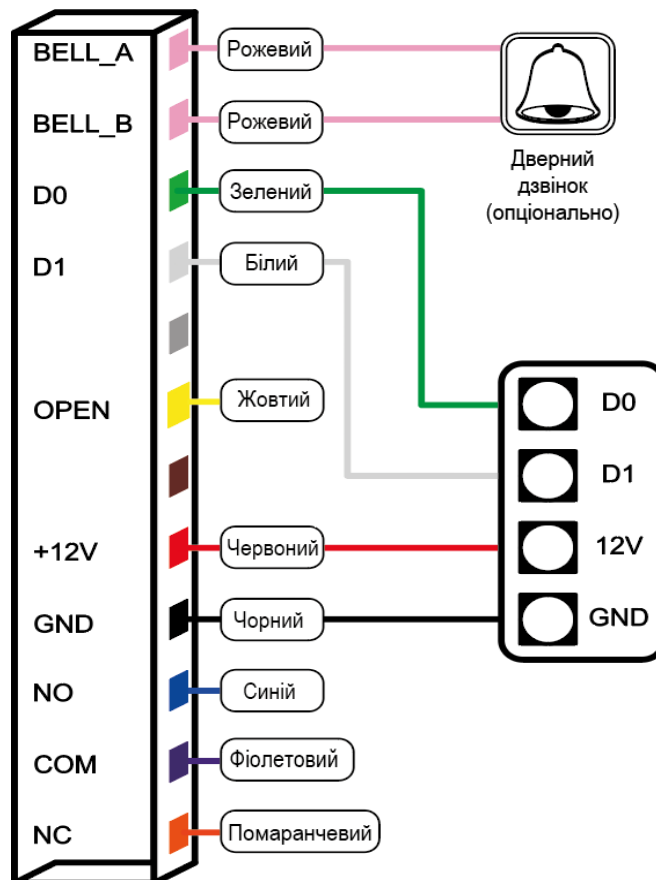 BELL_A
Рожевий
BELL_B
Рожевий
Дверний
дзвінок
(опціонально)
D0
Зелений
D1
Білий
OPEN
Жовтий
D0
D1
+12V
Червоний
12V
GND
Чорний
GND
NO
Синій
COM
Фіолетовий
NC
Помаранчевий